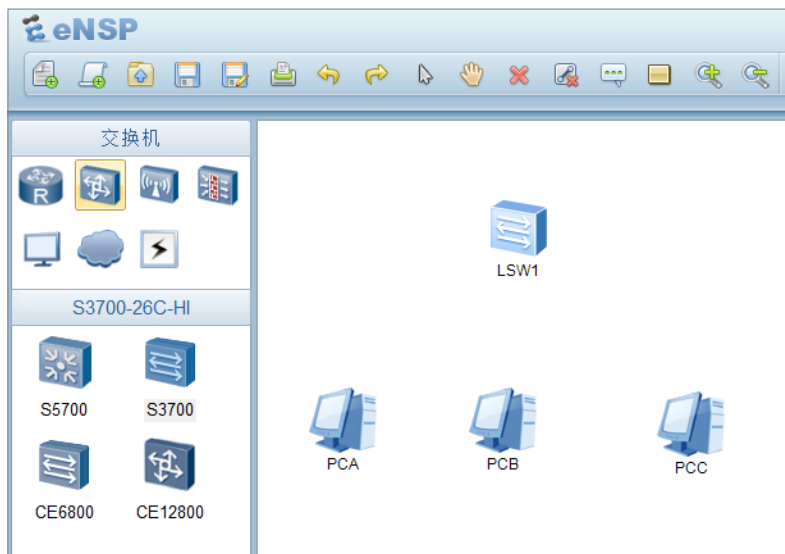 eNSP
交换机
R
S3700-26C-HI
S5700
S3700
CE6800
CE12800
LSW1
PCA
PCB
PCC